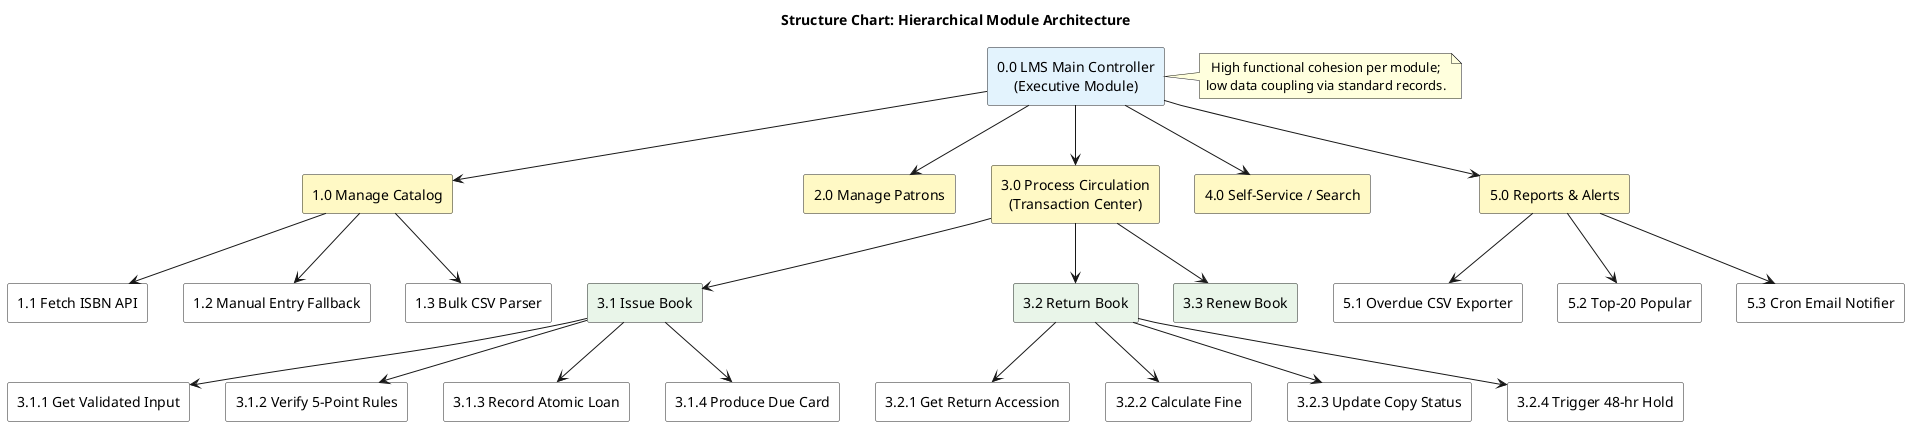 Structure Chart: Hierarchical Module Architecture
0.0 LMS Main Controller
(Executive Module)
High functional cohesion per module;
low data coupling via standard records.
1.0 Manage Catalog
2.0 Manage Patrons
3.0 Process Circulation
(Transaction Center)
4.0 Self-Service / Search
5.0 Reports & Alerts
1.1 Fetch ISBN API
1.2 Manual Entry Fallback
1.3 Bulk CSV Parser
3.1 Issue Book
3.2 Return Book
3.3 Renew Book
5.1 Overdue CSV Exporter
5.2 Top-20 Popular
5.3 Cron Email Notifier
3.1.1 Get Validated Input
3.1.2 Verify 5-Point Rules
3.1.3 Record Atomic Loan
3.1.4 Produce Due Card
3.2.1 Get Return Accession
3.2.2 Calculate Fine
3.2.3 Update Copy Status
3.2.4 Trigger 48-hr Hold